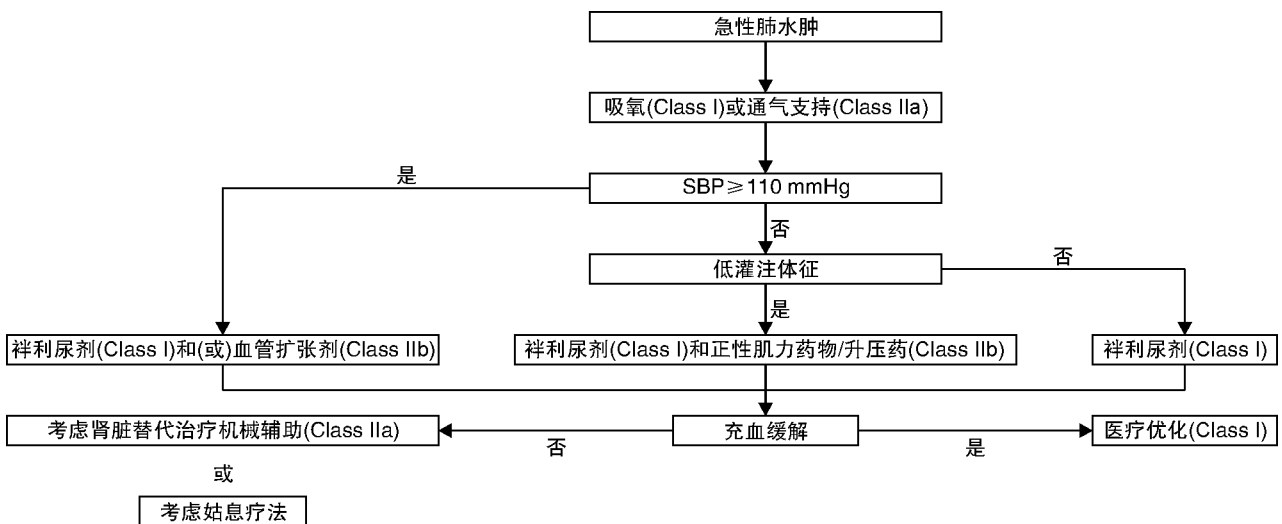 急性肺水肿
吸氧(Class I)或通气支持(Class IIa)
是
SBP≥110 mmHg
否
低灌注体征
否
是
袢利尿剂(Class I)和(或)血管扩张剂(Class IIb)
袢利尿剂(Class I)和正性肌力药物/升压药(Class IIb)
袢利尿剂(Class I)
考虑肾脏替代治疗机械辅助(Class IIa)
否
充血缓解
是
医疗优化(Class I)
或
考虑姑息疗法